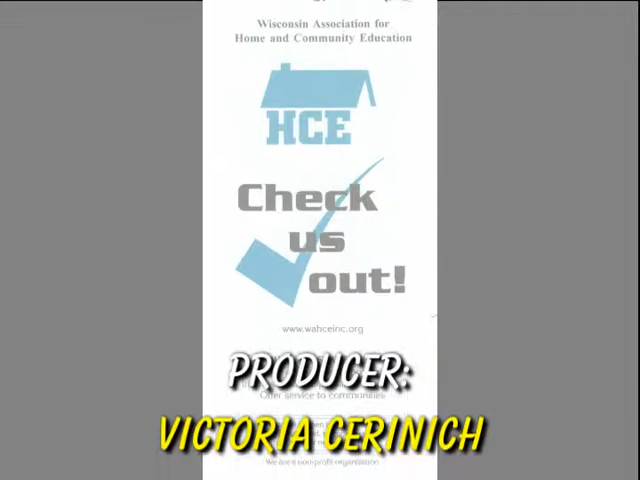 Wisconsin Association for
Home and Community Education
HCE
Check
us
out!
www.wahceinc.org
PRODUCER:
Offer service to communities
VICTORIA CERINICH
We are a non-profit organization